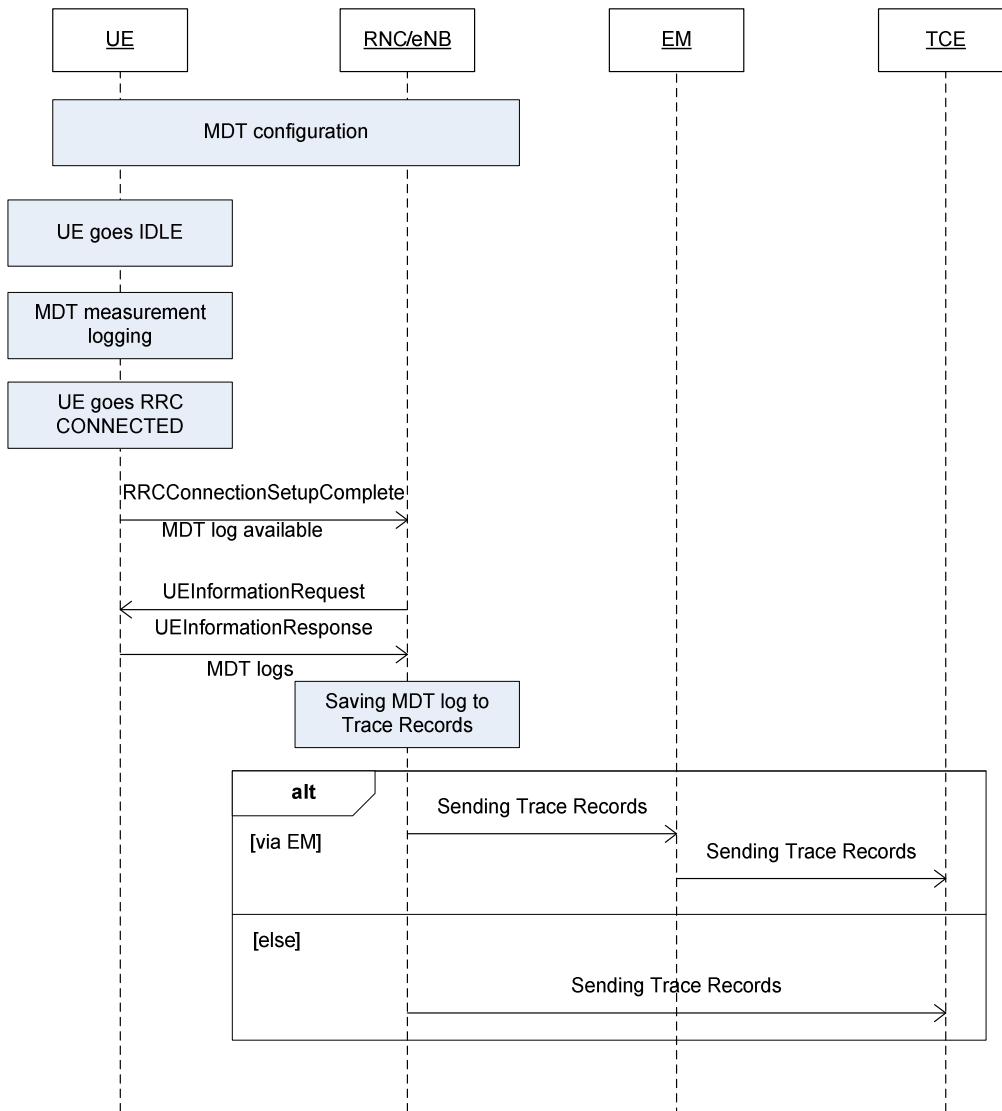 UE
RNC/eNB
EM
TCE
MDT configuration
UE goes IDLE
MDT measurement
logging
UE goes RRC
CONNECTED
RRCConnectionSetupComplete
MDT log available
UEInformationRequest
UEInformationResponse
MDT logs
Saving MDT log to
Trace Records
alt
Sending Trace Records
[via EM]
Sending Trace Records
[else]
Sending Trace Records